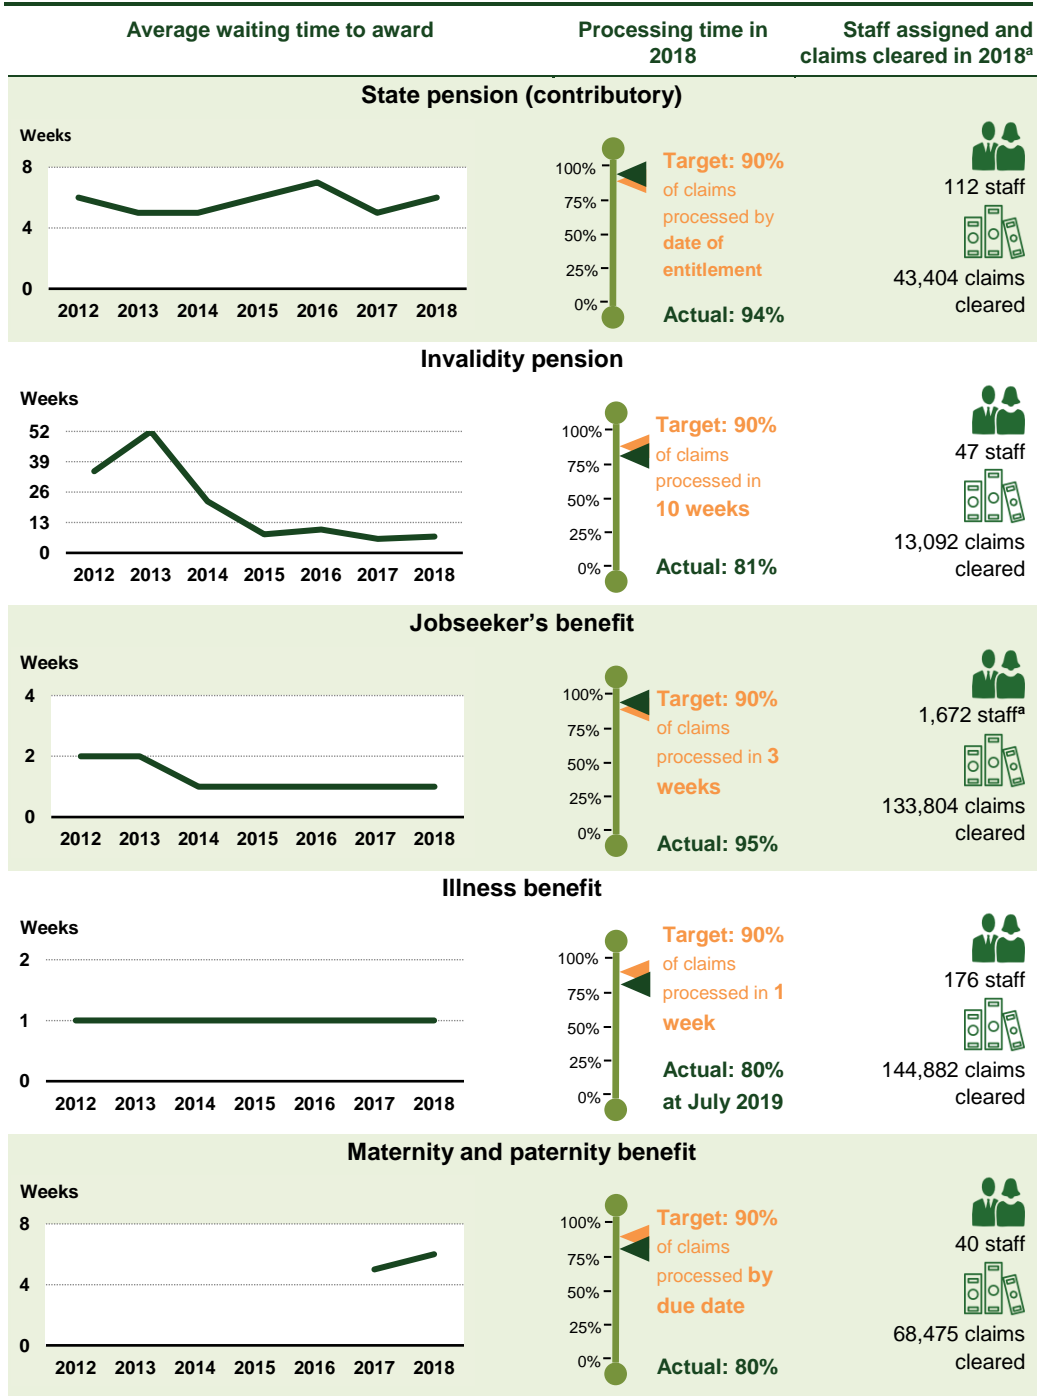 Average waiting time to award
Processing time in
2018
Staff assigned and
claims cleared in 2018ª
State pension (contributory)
Weeks
8
4
0
2012 2013 2014 2015 2016 2017 2018
100%
75%
50%
25%
0%
Target: 90%
of claims
processed by
date of
entitlement
Actual: 94%
112 staff
43,404 claims
cleared
Invalidity pension
Weeks
52
39
26
13
0
2012 2013 2014 2015 2016 2017 2018
100%
75%
50%
25%
0%
Target: 90%
of claims
processed in
10 weeks
Actual: 81%
47 staff
13,092 claims
cleared
Jobseeker’s benefit
Weeks
4
2
0
2012 2013 2014 2015 2016 2017 2018
100%
75%
50%
25%
0%
Target: 90%
of claims
processed in 3
weeks
Actual: 95%
1,672 staffª
133,804 claims
cleared
Illness benefit
Weeks
2
1
0
2012 2013 2014 2015 2016 2017 2018
100%
75%
50%
25%
0%
Target: 90%
of claims
processed in 1
week
Actual: 80%
at July 2019
176 staff
144,882 claims
cleared
Maternity and paternity benefit
Weeks
8
4
0
2012 2013 2014 2015 2016 2017 2018
100%
75%
50%
25%
0%
Target: 90%
of claims
processed by
due date
Actual: 80%
40 staff
68,475 claims
cleared